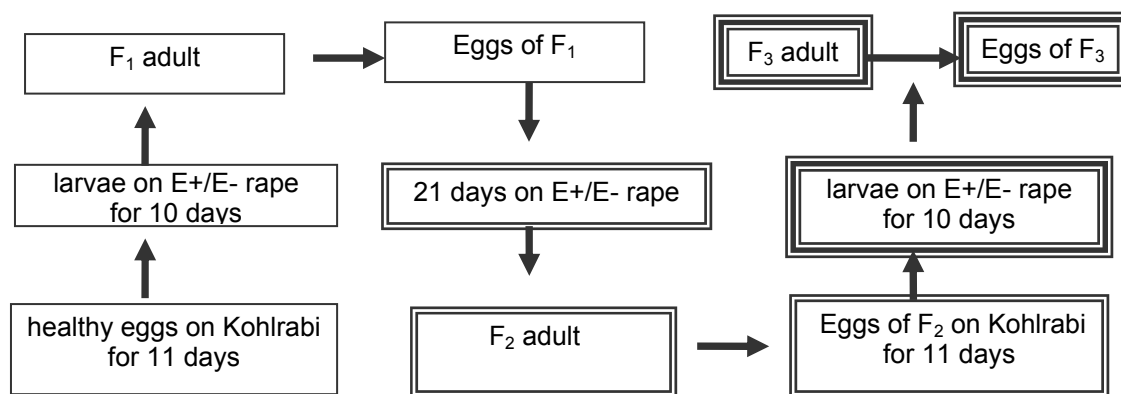 F₁ adult
Eggs of F₁
F₃ adult
Eggs of F₃
larvae on E+/E- rape
for 10 days
21 days on E+/E- rape
larvae on E+/E- rape
for 10 days
healthy eggs on Kohlrabi
for 11 days
F₂ adult
Eggs of F₂ on Kohlrabi
for 11 days